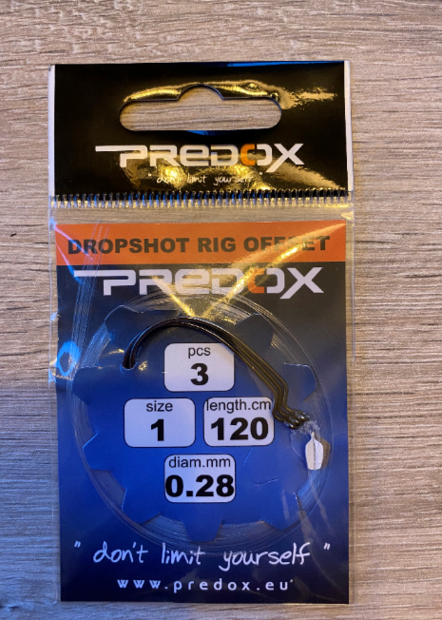 PREDOX
don't limit yourself
DROPSHOT RIG OFFSET
PREDOX
pcs
3
size
1
length.cm
120
diam.mm
0.28
" don't limit yourself "
www.predox.eu